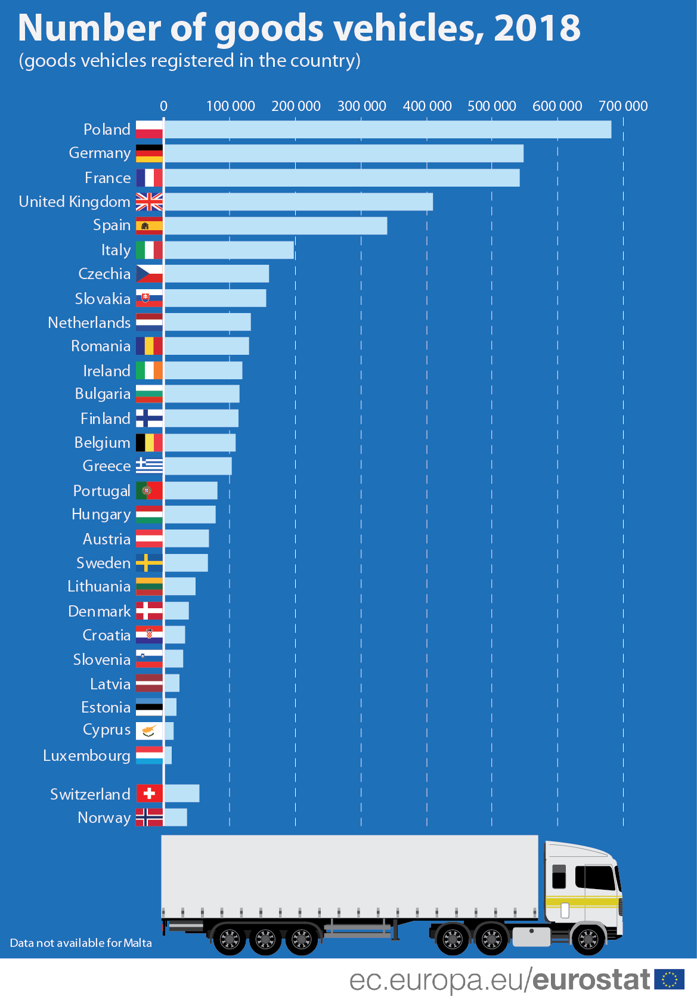 Number of goods vehicles, 2018
(goods vehicles registered in the country)
0 100 000 200 000 300 000 400 000 500 000 600 000 700 000
Poland
Germany
France
United Kingdom
Spain
Italy
Czechia
Slovakia
Netherlands
Romania
Ireland
Bulgaria
Finland
Belgium
Greece
Portugal
Hungary
Austria
Sweden
Lithuania
Denmark
Croatia
Slovenia
Latvia
Estonia
Cyprus
Luxembourg
Switzerland
Norway
Data not available for Malta
ec.europa.eu/eurostat